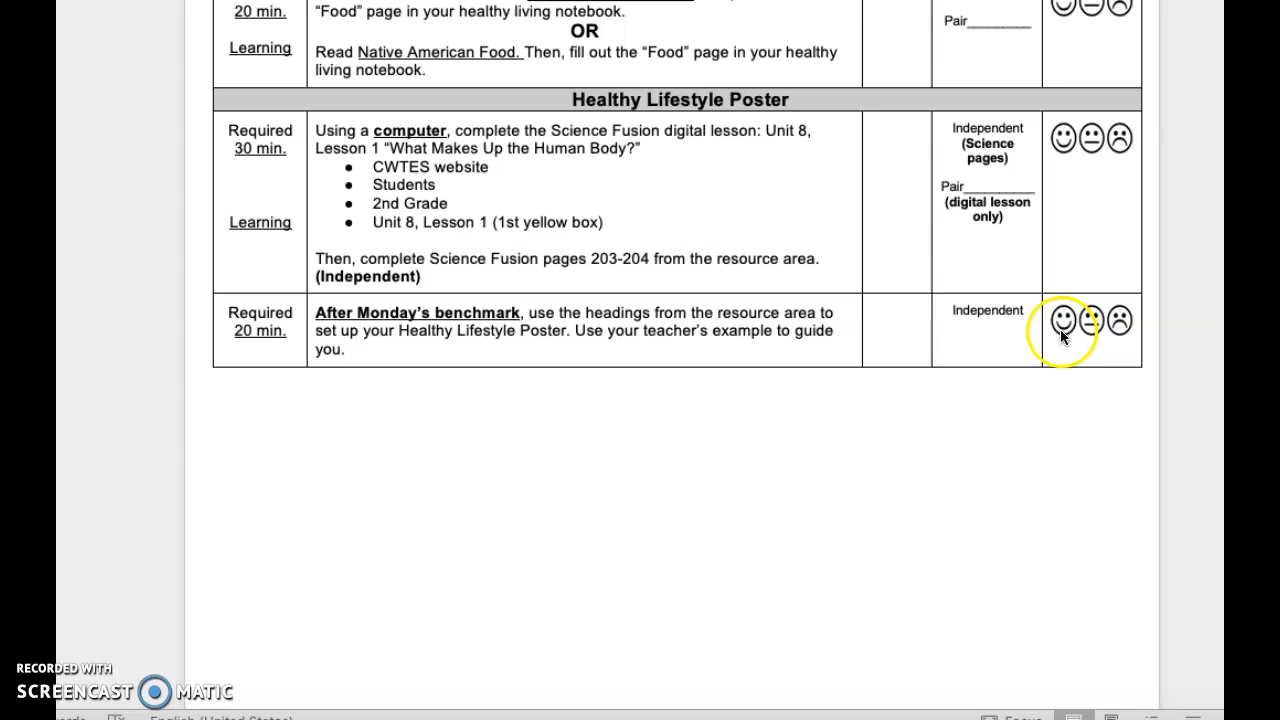 20 min.
“Food” page in your healthy living notebook.
Pair_________
OR
Learning
Read Native American Food. Then, fill out the “Food” page in your healthy
living notebook.
Healthy Lifestyle Poster
Required
30 min.
Learning
Using a computer, complete the Science Fusion digital lesson: Unit 8,
Lesson 1 “What Makes Up the Human Body?”
● CWTES website
● Students
● 2nd Grade
● Unit 8, Lesson 1 (1st yellow box)
Then, complete Science Fusion pages 203-204 from the resource area.
(Independent)
Independent
(Science
pages)
Pair__________
(digital lesson
only)
Required
20 min.
After Monday’s benchmark, use the headings from the resource area to
set up your Healthy Lifestyle Poster. Use your teacher’s example to guide
you.
Independent
RECORDED WITH
SCREENCAST MATIC
English (United States)
Focus